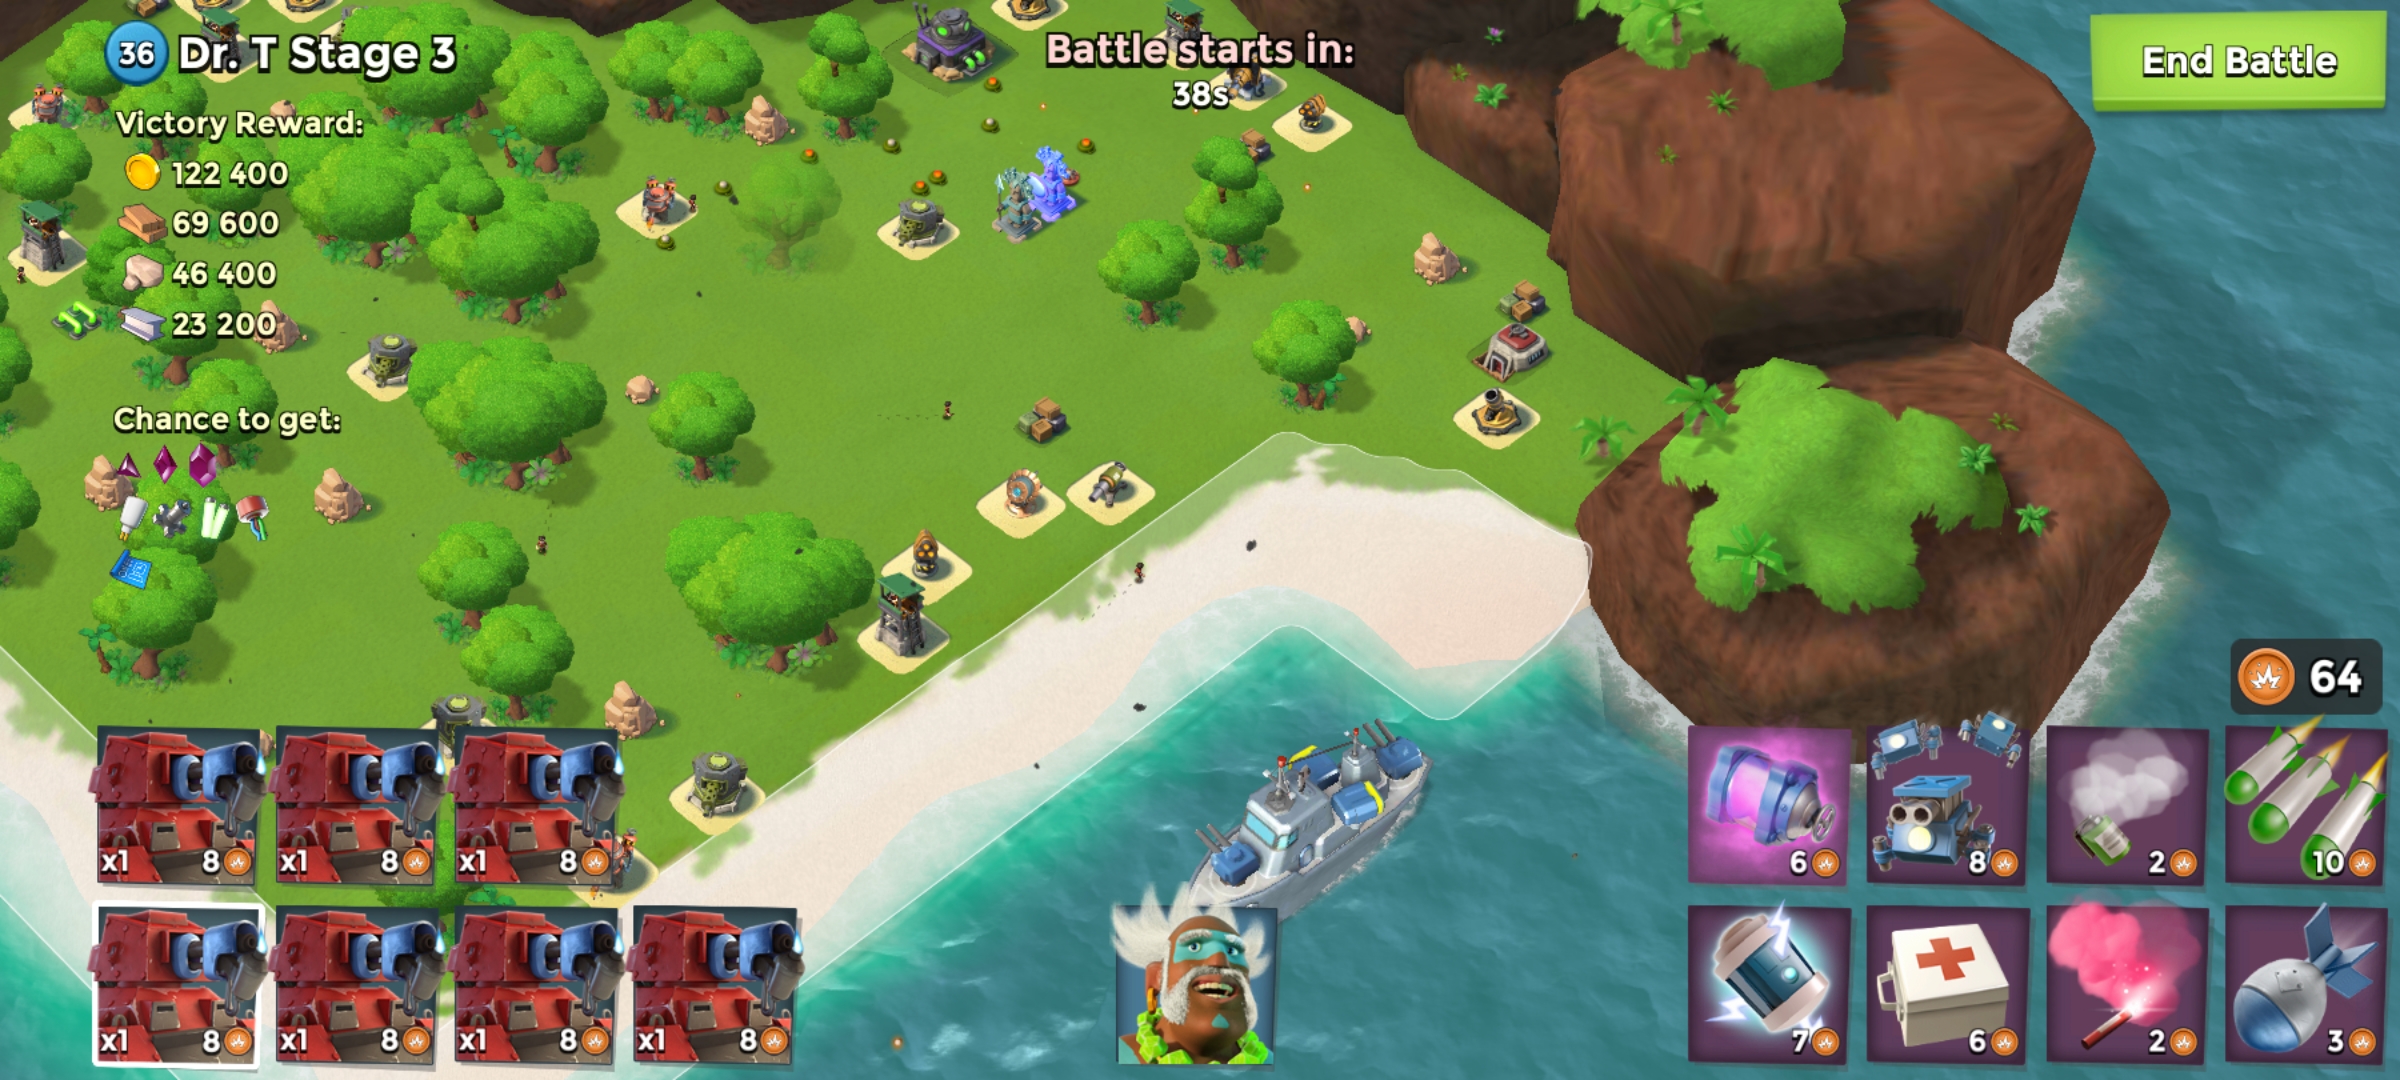 36 Dr. T Stage 3
Battle starts in:
38s
End Battle
Victory Reward:
122 400
69 600
46 400
23 200
Chance to get:
64
x1 8
x1 8
x1 8
6
8
2
10
x1 8
x1 8
x1 8
x1 8
7
6
2
3